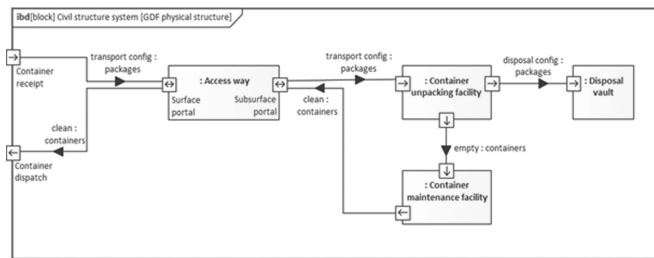 ibd[block] Civil structure system [GDF physical structure]
Container
receipt
transport config :
packages
: Access way
Surface
portal
Subsurface
portal
transport config :
packages
clean :
containers
: Container
unpacking facility
disposal config :
packages
: Disposal
vault
clean :
containers
Container
dispatch
empty : containers
: Container
maintenance facility